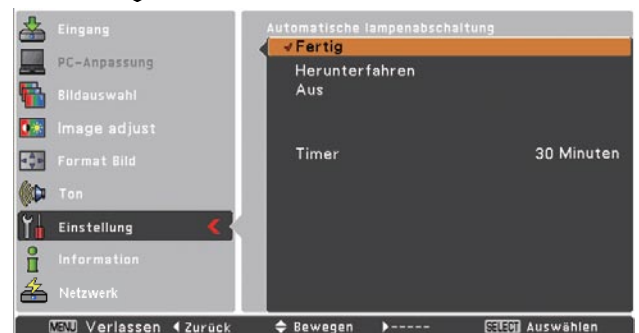 Eingang
PC-Anpassung
Bildauswahl
Image adjust
Format Bild
Ton
Einstellung
Information
Netzwerk
Automatische lampenabschaltung
✓Fertig
Herunterfahren
Aus
Timer 30 Minuten
MENU Verlassen ◀Zurück ◆ Bewegen ▶----- SELECT Auswählen